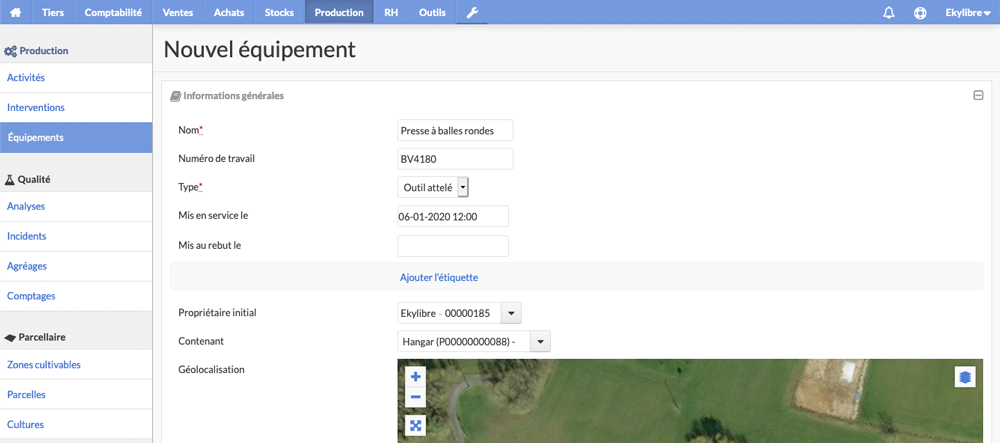 Tiers Comptabilité Ventes Achats Stocks Production RH Outils Ekylibre
Production
Activités
Interventions
Équipements
Qualité
Analyses
Incidents
Agréages
Comptages
Parcellaire
Zones cultivables
Parcelles
Cultures
Nouvel équipement
Informations générales
Nom* Presse à balles rondes
Numéro de travail BV4180
Type* Outil attelé
Mis en service le 06-01-2020 12:00
Mis au rebut le
Ajouter l'étiquette
Propriétaire initial Ekylibre - 00000185
Contenant Hangar (P00000000088) -
Géolocalisation
+
−